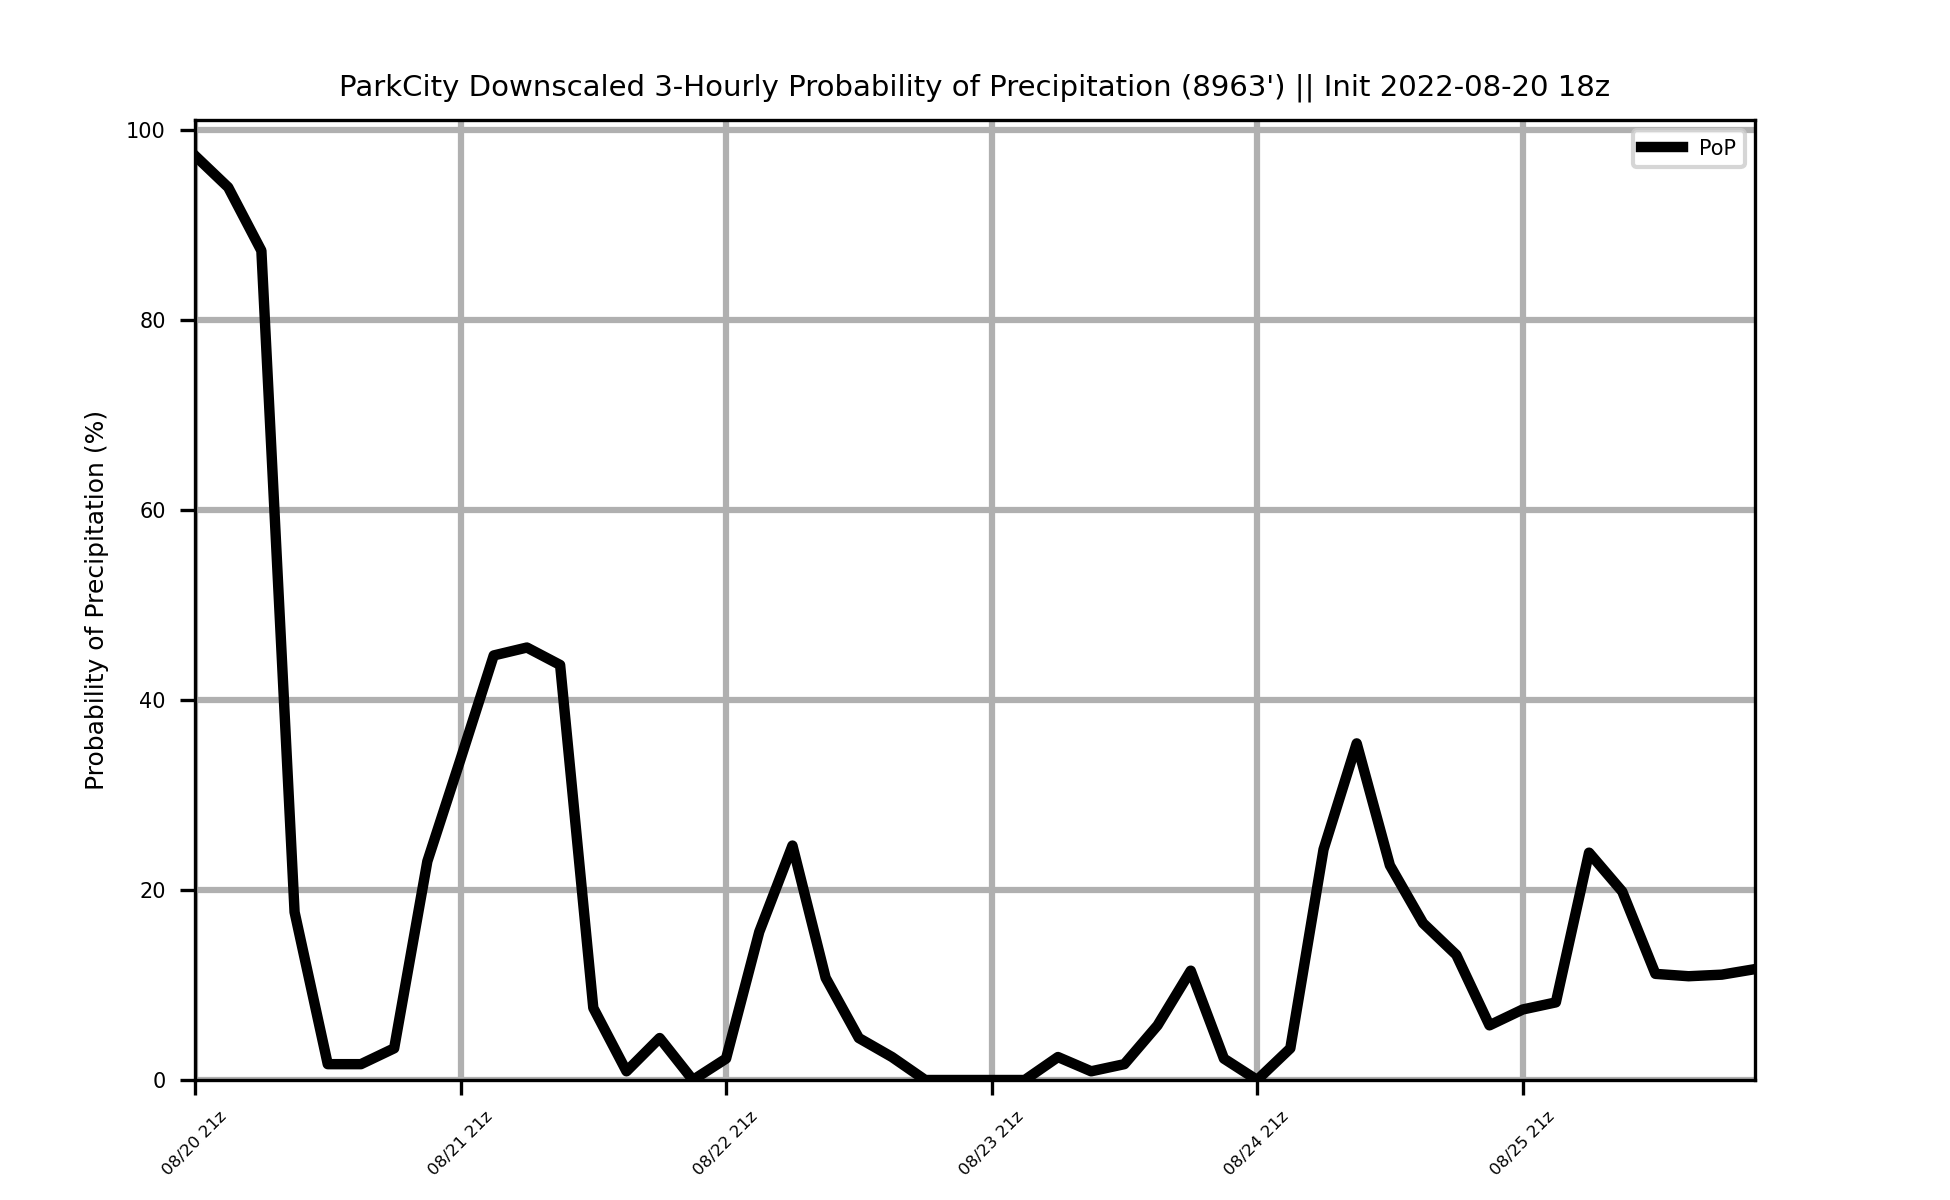 ParkCity Downscaled 3-Hourly Probability of Precipitation (8963') || Init 2022-08-20 18z
PoP
Probability of Precipitation (%)
100
80
60
40
20
0
08/20 21z
08/21 21z
08/22 21z
08/23 21z
08/24 21z
08/25 21z